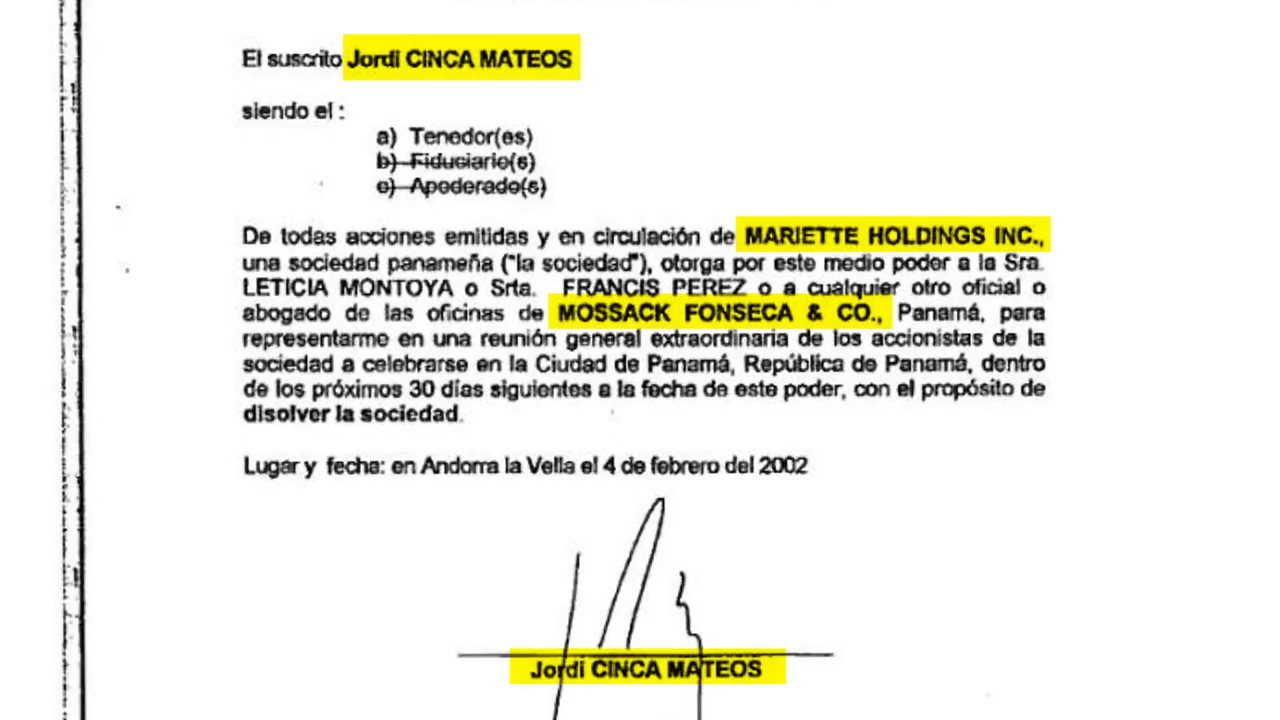 El suscrito Jordi CINCA MATEOS
siendo el :
a) Tenedor(es)
b) Fiduciario(s)
c) Apoderado(s)
De todas acciones emitidas y en circulación de MARIETTE HOLDINGS INC.,
una sociedad panameña ("la sociedad"), otorga por este medio poder a la Sra.
LETICIA MONTOYA o Srta. FRANCIS PEREZ o a cualquier otro oficial o
abogado de las oficinas de MOSSACK FONSECA & CO., Panamá, para
representarme en una reunión general extraordinaria de los accionistas de la
sociedad a celebrarse en la Ciudad de Panamá, República de Panamá, dentro
de los próximos 30 días siguientes a la fecha de este poder, con el propósito de
disolver la sociedad.
Lugar y fecha: en Andorra la Vella el 4 de febrero del 2002
Jordi CINCA MATEOS